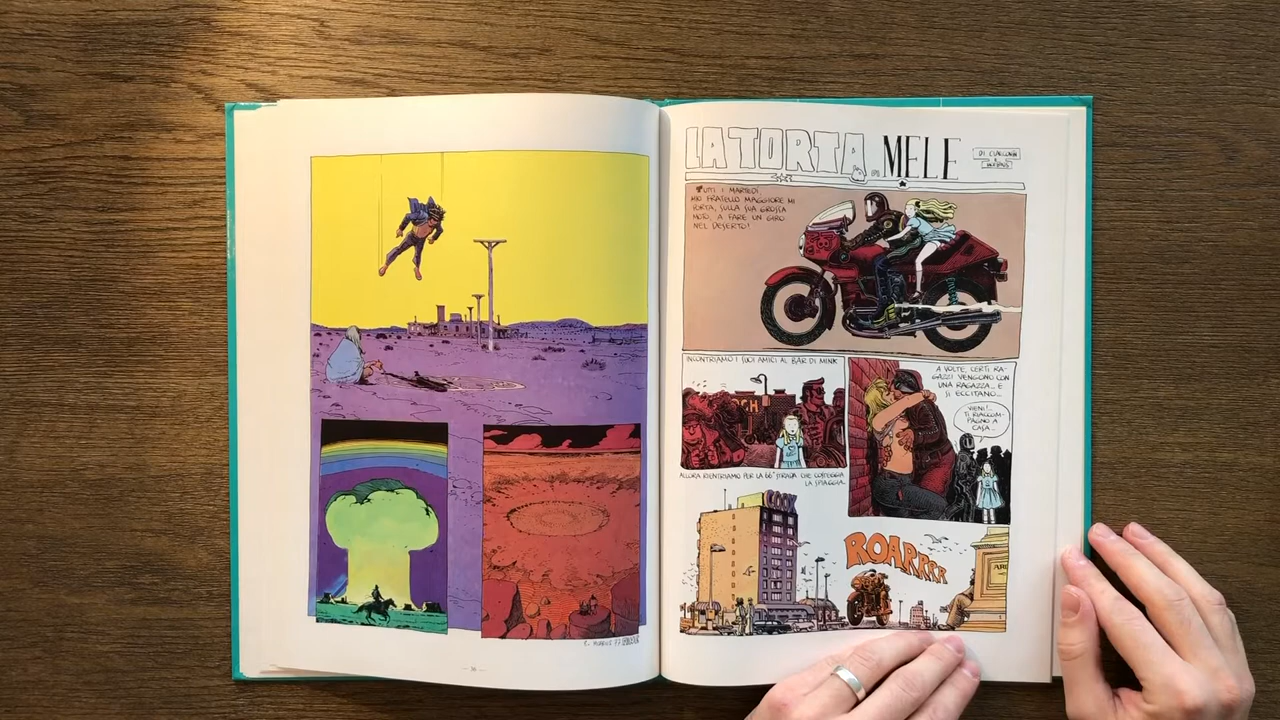 LA TORTA DI MELE
TUTTI I MARTEDÌ,
MIO FRATELLO MAGGIORE MI
PORTA, SULLA SUA GROSSA
MOTO, A FARE UN GIRO
NEL DESERTO!
INCONTRIAMO I SUOI AMICI AL BAR DI MINK
A VOLTE, CERTI RA-
GAZZI VENGONO CON
UNA RAGAZZA... E
SI ECCITANO...
VIENI!..
TI RIACCOM-
PAGNO A
CASA...
ALLORA RIENTRIAMO PER LA 66ª STRADA CHE COSTEGGIA
LA SPIAGGIA.
COOK
ROARRRR